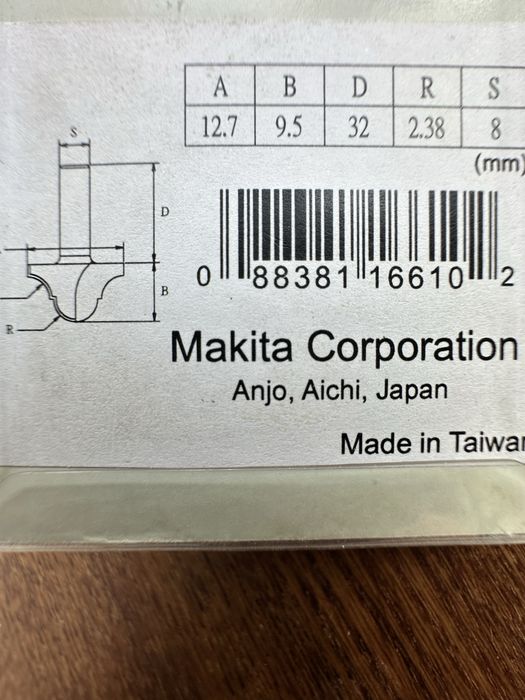 A B D R S
12.7 9.5 32 2.38 8
(mm)
S
D
B
R
0 88381 16610 2
Makita Corporation
Anjo, Aichi, Japan
Made in Taiwan